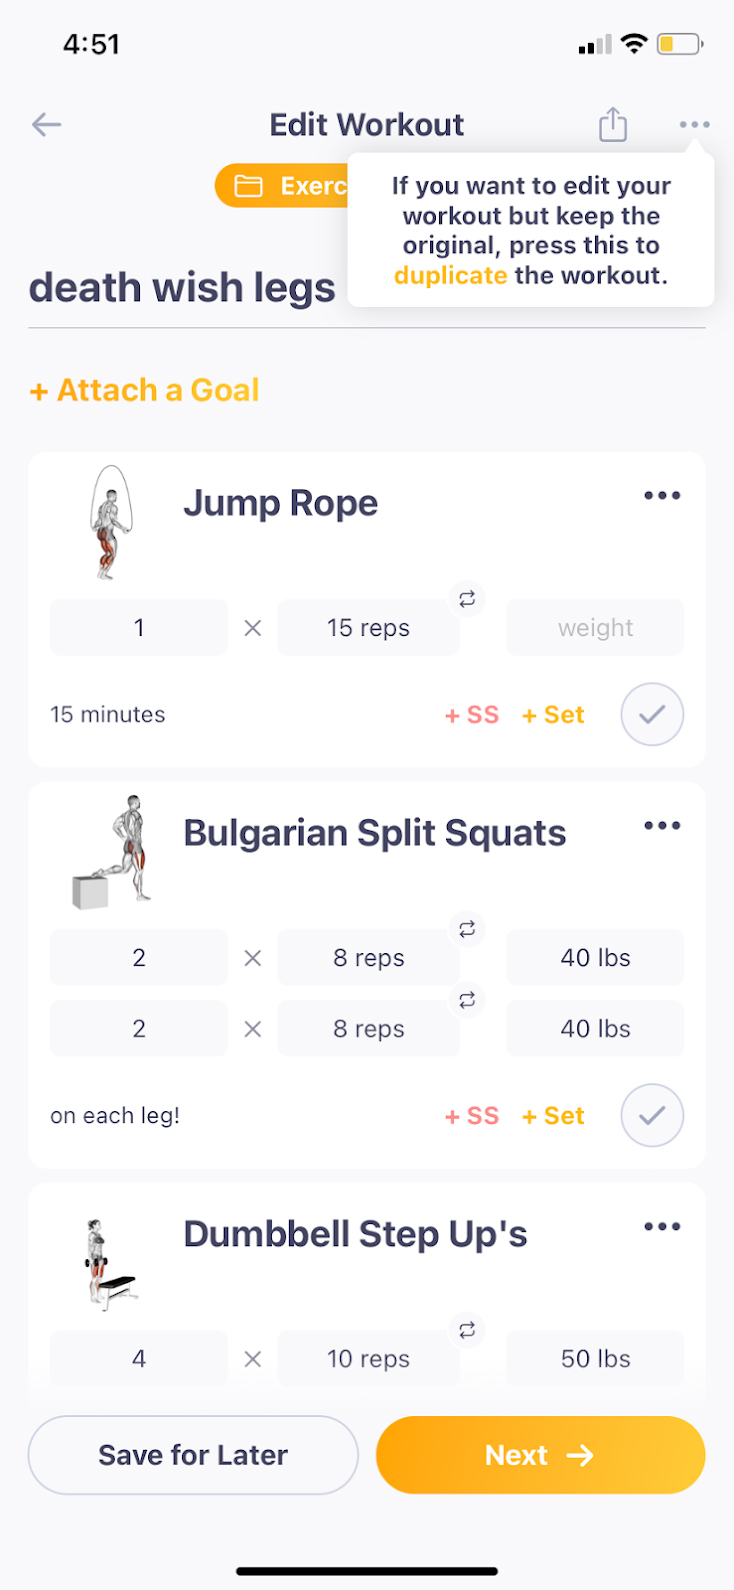 4:51
Edit Workout
Exerc
If you want to edit your
workout but keep the
original, press this to
duplicate the workout.
death wish legs
+ Attach a Goal
Jump Rope
1 × 15 reps weight
15 minutes + SS + Set
Bulgarian Split Squats
2 × 8 reps 40 lbs
2 × 8 reps 40 lbs
on each leg! + SS + Set
Dumbbell Step Up's
4 × 10 reps 50 lbs
Save for Later Next →